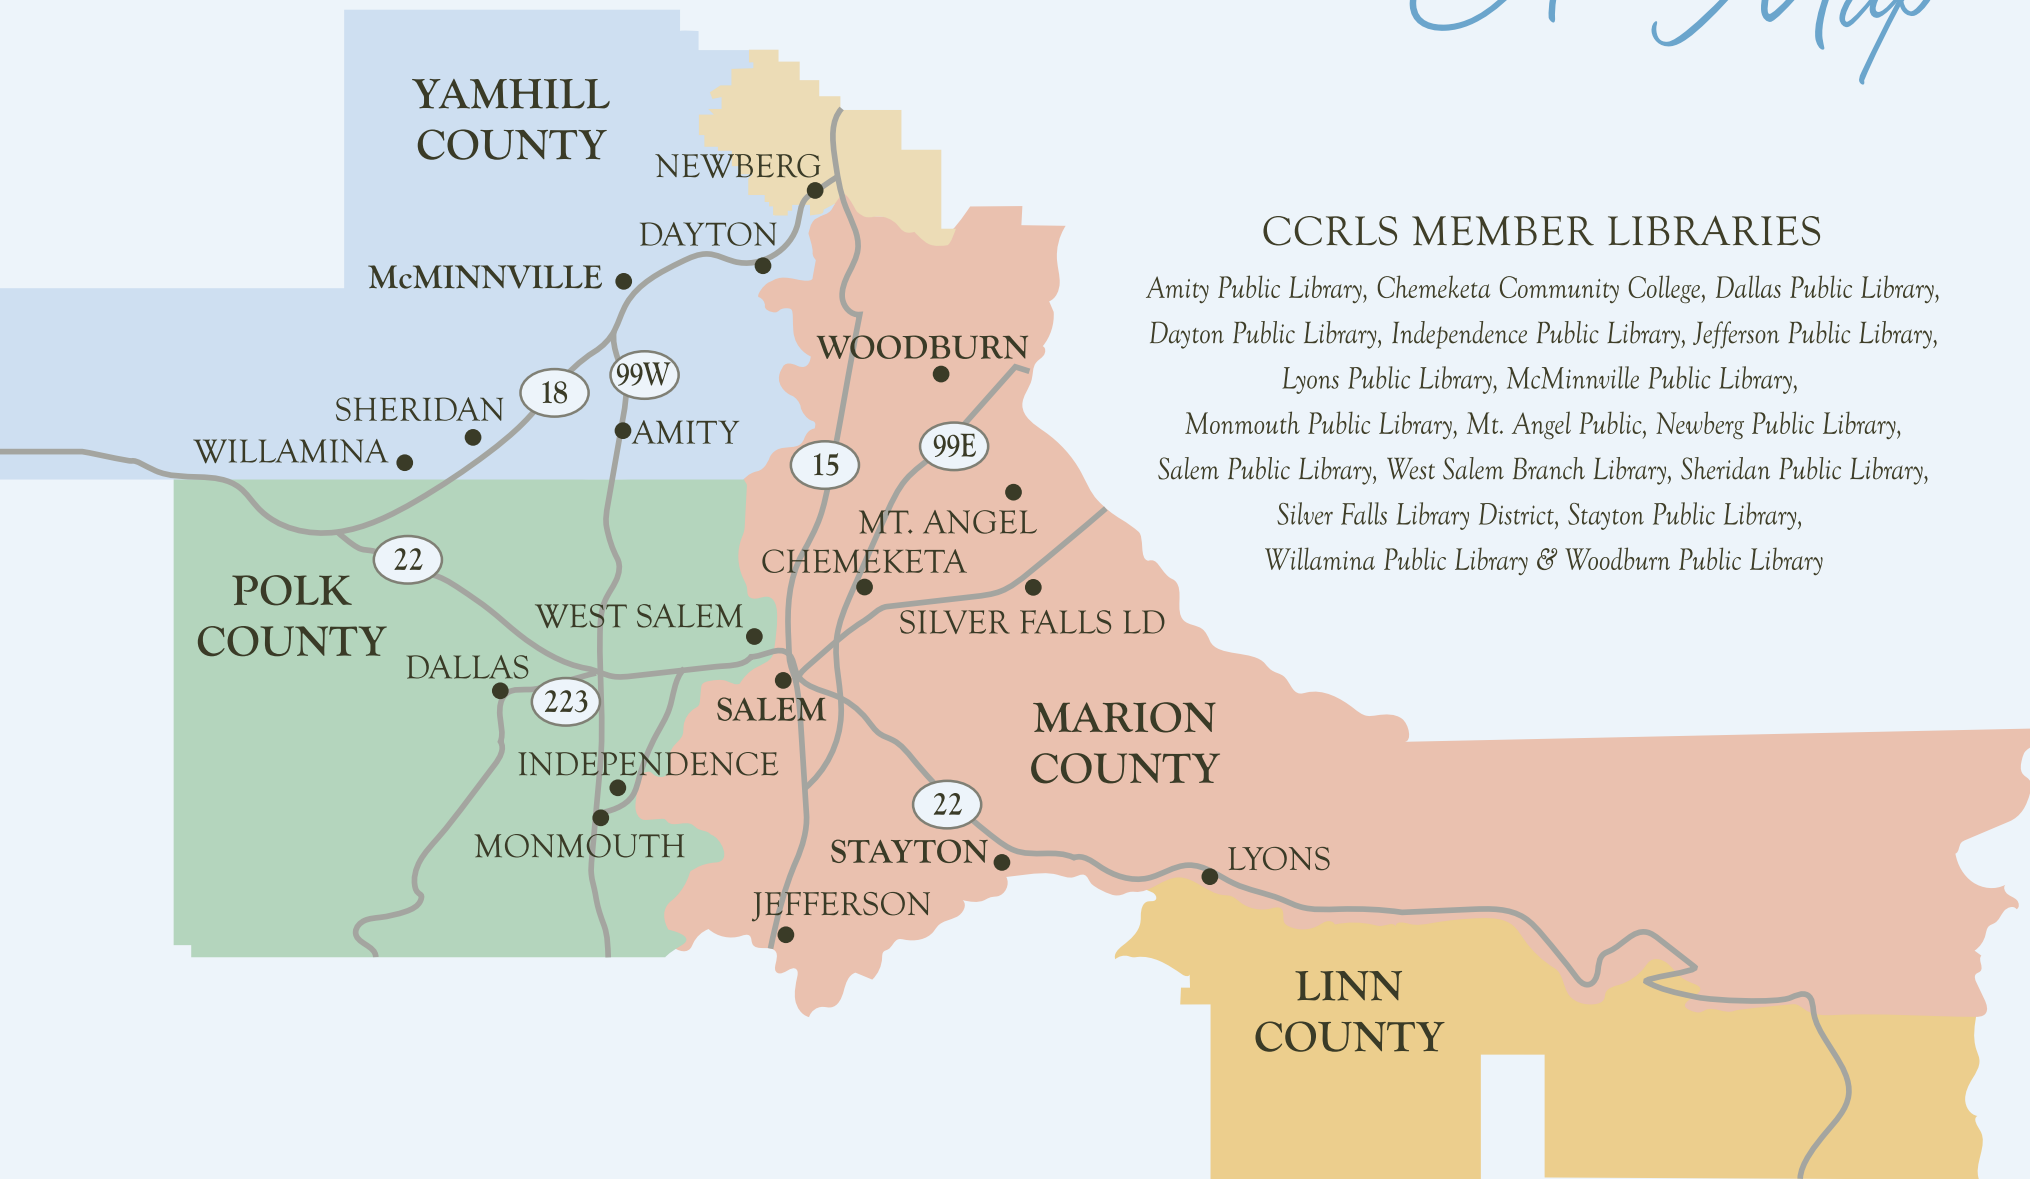 Map
YAMHILL
COUNTY
NEWBERG
DAYTON
McMINNVILLE
WOODBURN
18
99W
SHERIDAN
AMITY
WILLAMINA
15
99E
MT. ANGEL
CHEMEKETA
22
POLK
COUNTY
WEST SALEM
SILVER FALLS LD
DALLAS
223
SALEM
MARION
COUNTY
INDEPENDENCE
22
MONMOUTH
STAYTON
LYONS
JEFFERSON
LINN
COUNTY
CCRLS MEMBER LIBRARIES
Amity Public Library, Chemeketa Community College, Dallas Public Library,
Dayton Public Library, Independence Public Library, Jefferson Public Library,
Lyons Public Library, McMinnville Public Library,
Monmouth Public Library, Mt. Angel Public, Newberg Public Library,
Salem Public Library, West Salem Branch Library, Sheridan Public Library,
Silver Falls Library District, Stayton Public Library,
Willamina Public Library & Woodburn Public Library